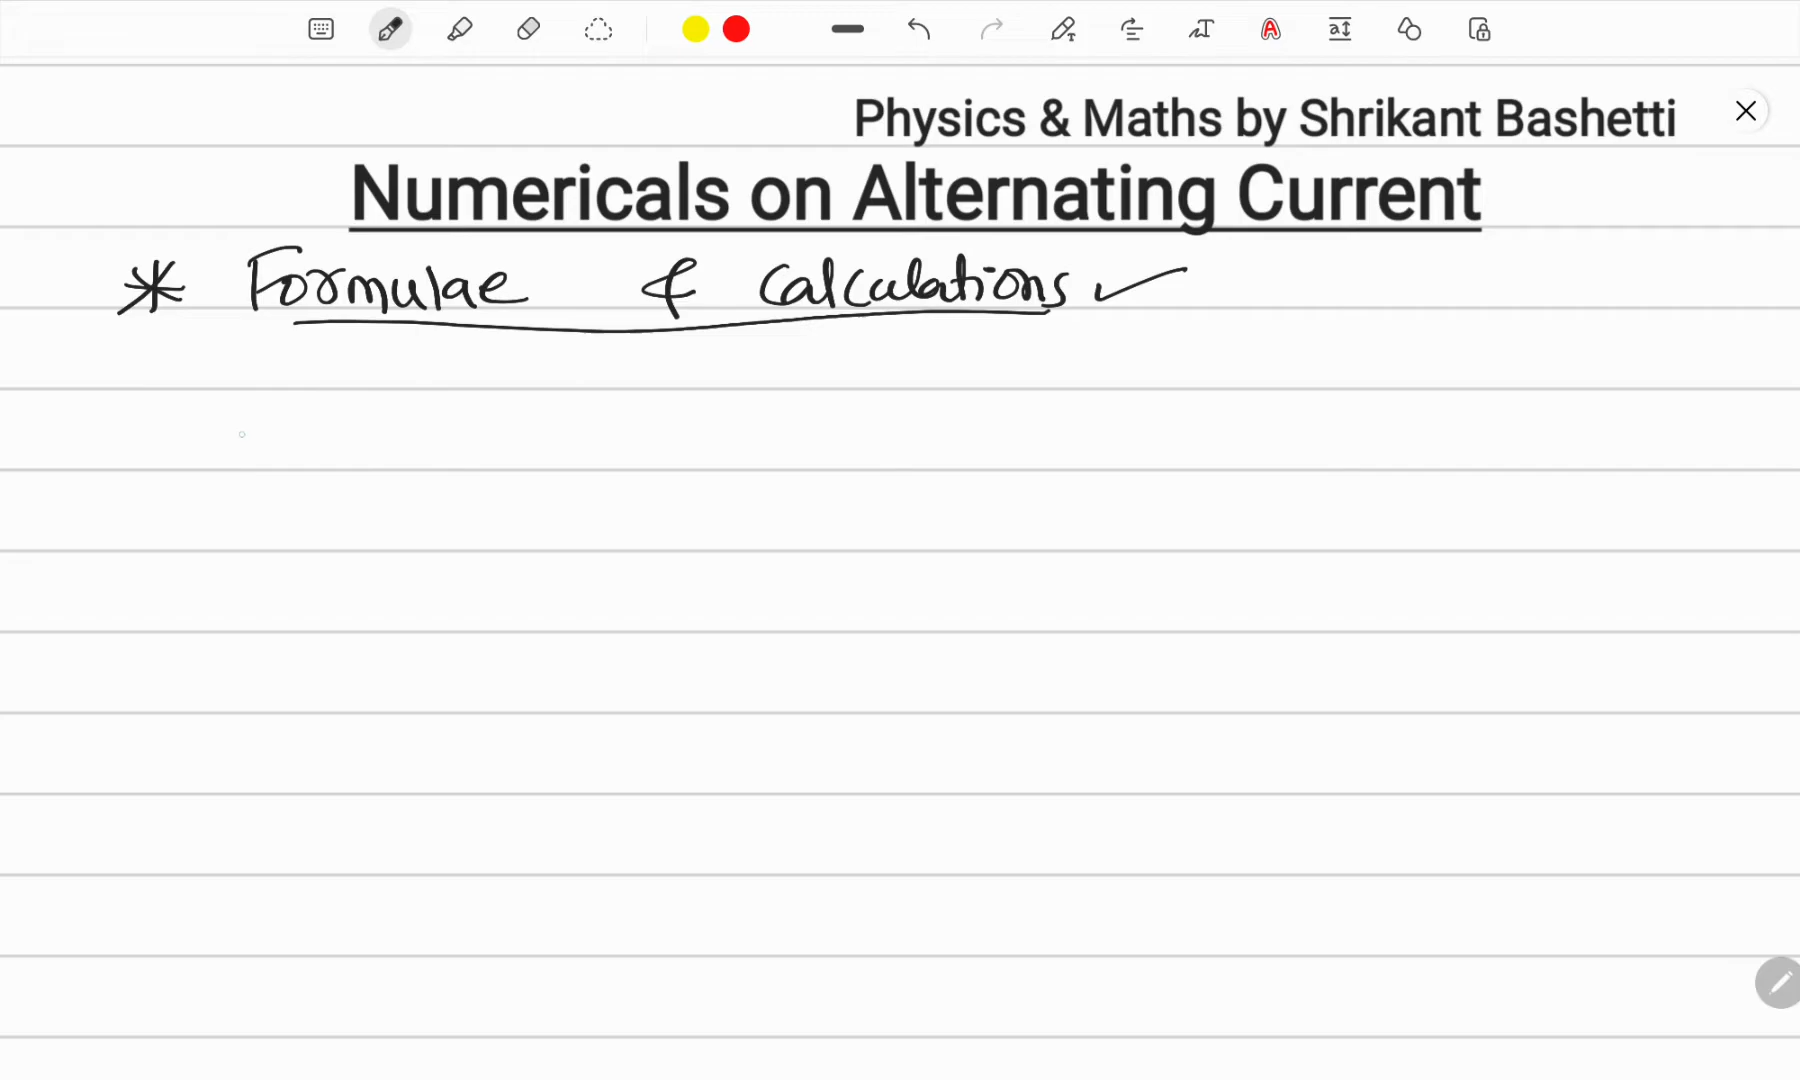 Physics & Maths by Shrikant Bashetti
Numericals on Alternating Current
* Formulae & Calculations ✓